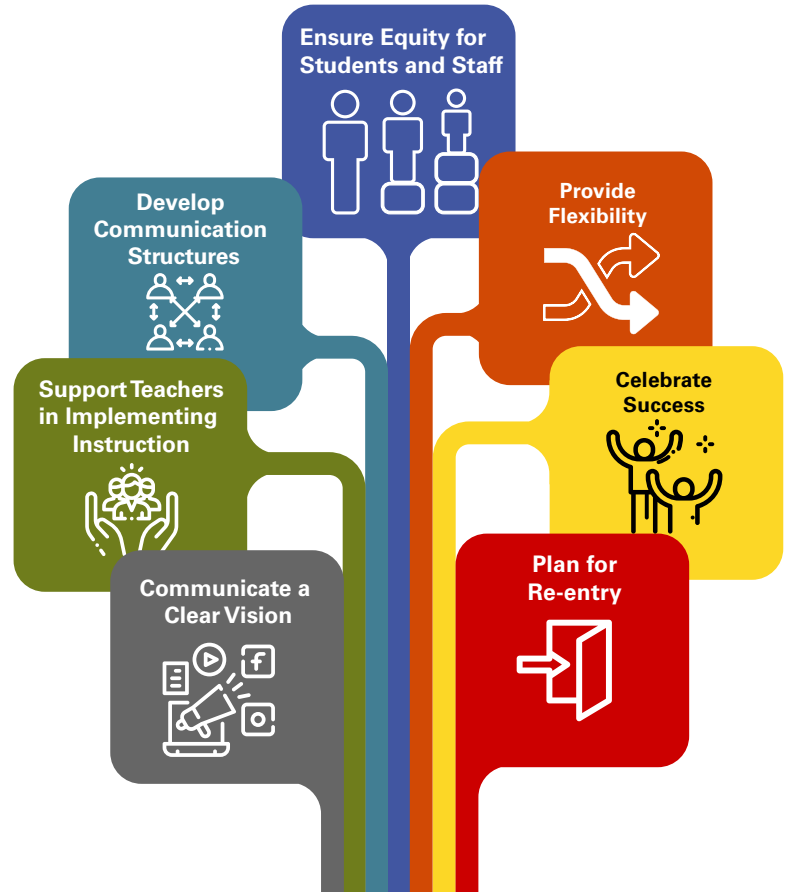 Ensure Equity for
Students and Staff
Develop
Communication
Structures
Provide
Flexibility
Support Teachers
in Implementing
Instruction
Celebrate
Success
Communicate a
Clear Vision
Plan for
Re-entry